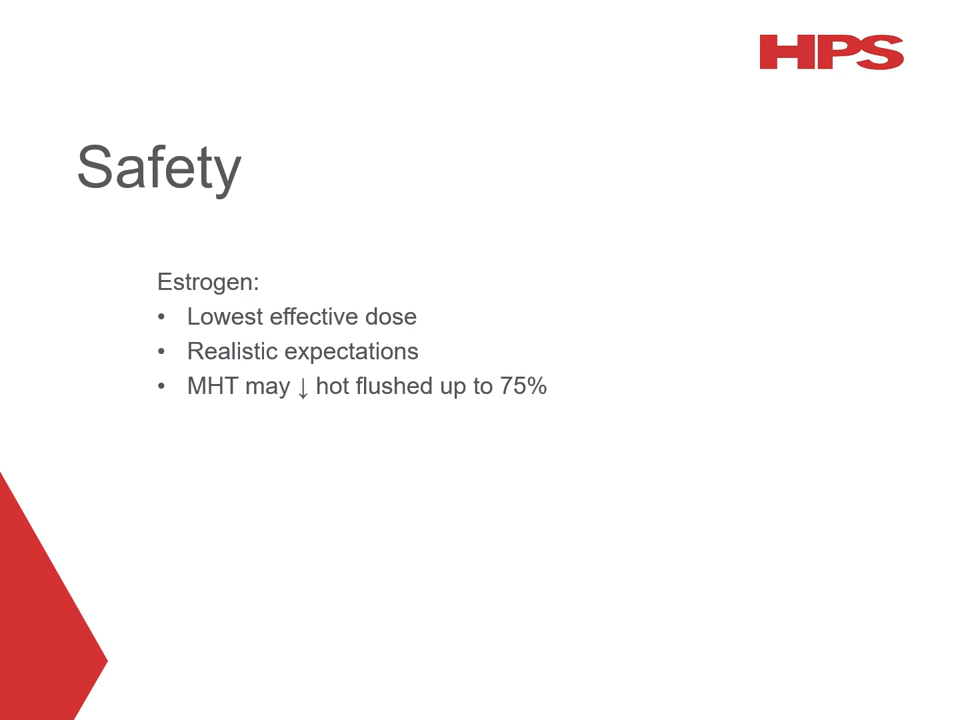 HPS
Safety
Estrogen:
• Lowest effective dose
• Realistic expectations
• MHT may ↓ hot flushed up to 75%